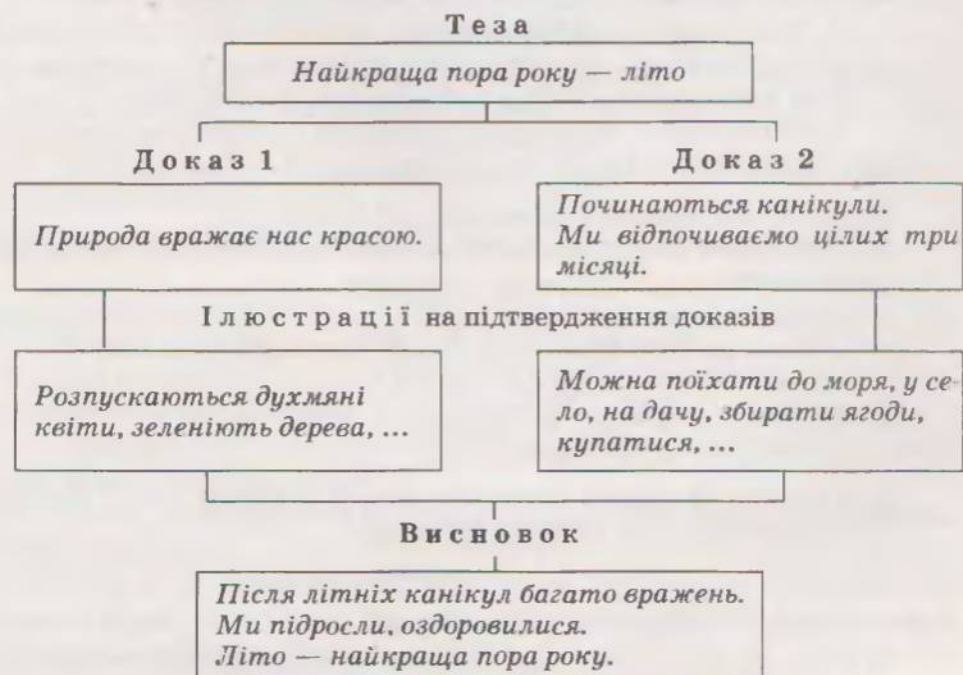 Теза
Найкраща пора року — літо
Доказ 1
Доказ 2
Природа вражає нас красою.
Починаються канікули.
Ми відпочиваємо цілих три
місяці.
Ілюстрації на підтвердження доказів
Розпускаються духмяні
квіти, зеленіють дерева, ...
Можна поїхати до моря, у се-
ло, на дачу, збирати ягоди,
купатися, ...
Висновок
Після літніх канікул багато вражень.
Ми підросли, оздоровилися.
Літо — найкраща пора року.